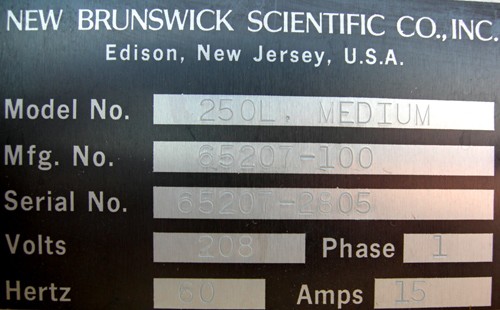 NEW BRUNSWICK SCIENTIFIC CO., INC.
Edison, New Jersey, U.S.A.
Model No. 250L. MEDIUM
Mfg. No. 65207-100
Serial No.
Volts 208 Phase 1
Hertz 60 Amps 15